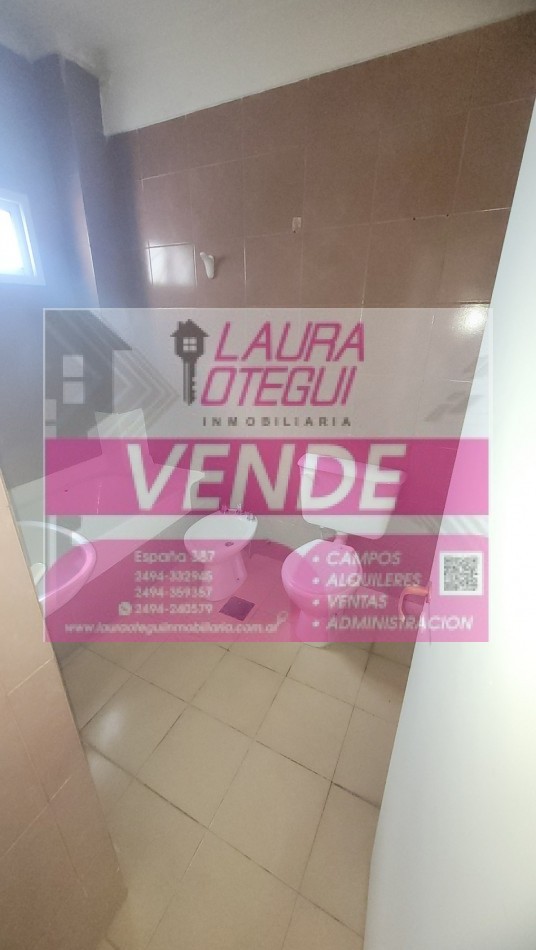 LAURA
OTEGUI
INMOBILIARIA
VENDE
España 387
2494-332945
2494-359357
2494-260579
www.lauraoteguiinmobiliaria.com.ar
• CAMPOS
• ALQUILERES
• VENTAS
• ADMINISTRACION